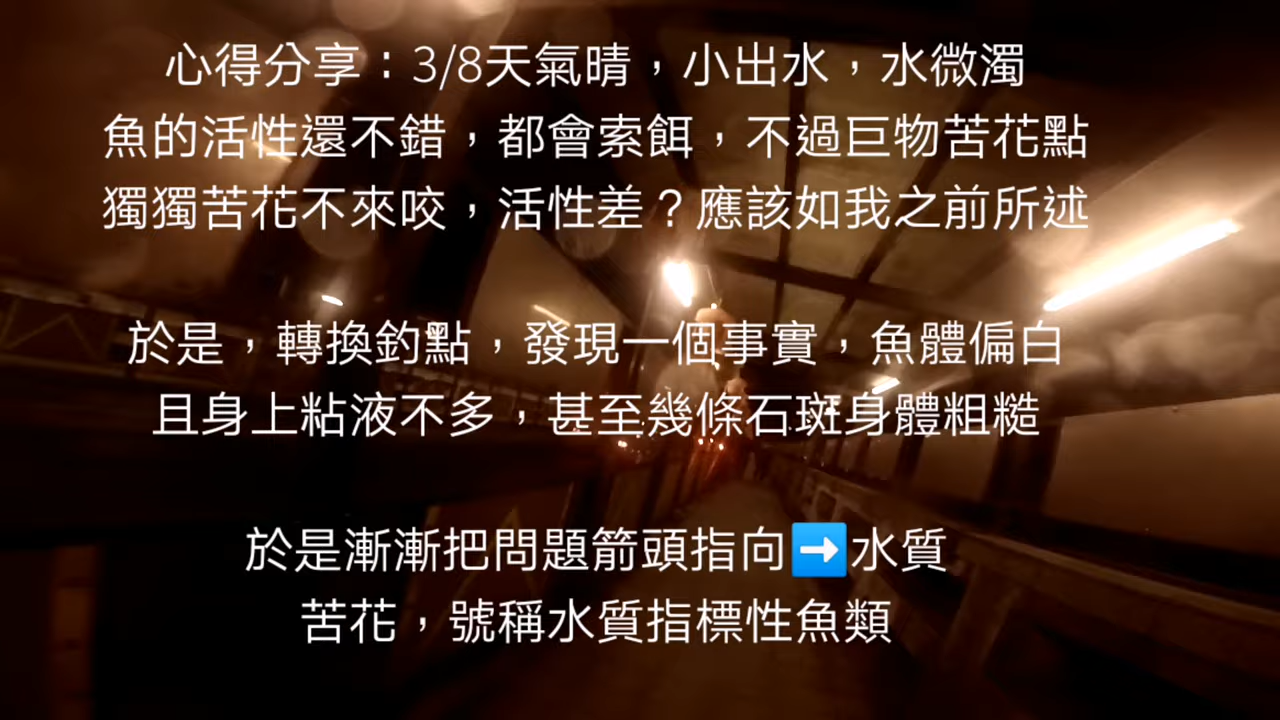 心得分享：3/8天氣晴，小出水，水微濁
魚的活性還不錯，都會索餌，不過巨物苦花點
獨獨苦花不來咬，活性差？應該如我之前所述
於是，轉換釣點，發現一個事實，魚體偏白
且身上粘液不多，甚至幾條石斑身體粗糙
於是漸漸把問題箭頭指向➡️水質
苦花，號稱水質指標性魚類